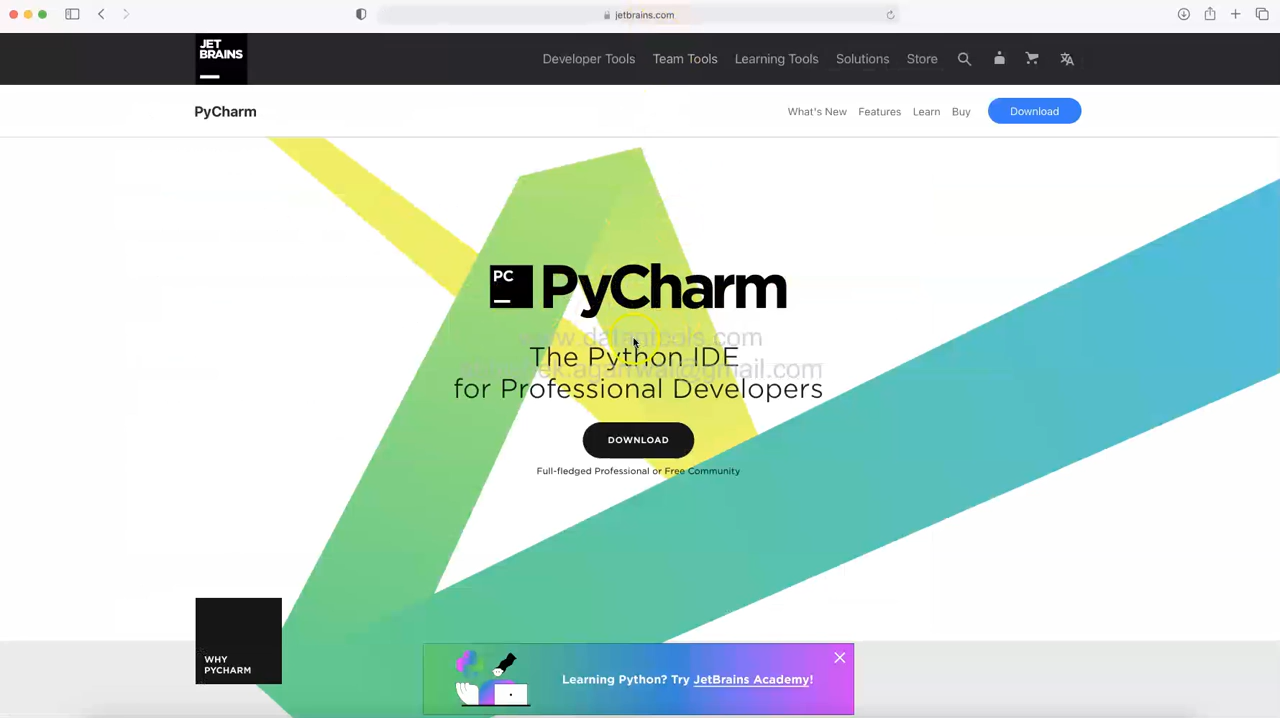 jetbrains.com
JET
BRAINS
Developer Tools Team Tools Learning Tools Solutions Store
PyCharm
What's New Features Learn Buy Download
PC
PyCharm
The Python IDE
for Professional Developers
DOWNLOAD
Full-fledged Professional or Free Community
WHY
PYCHARM
Learning Python? Try JetBrains Academy!